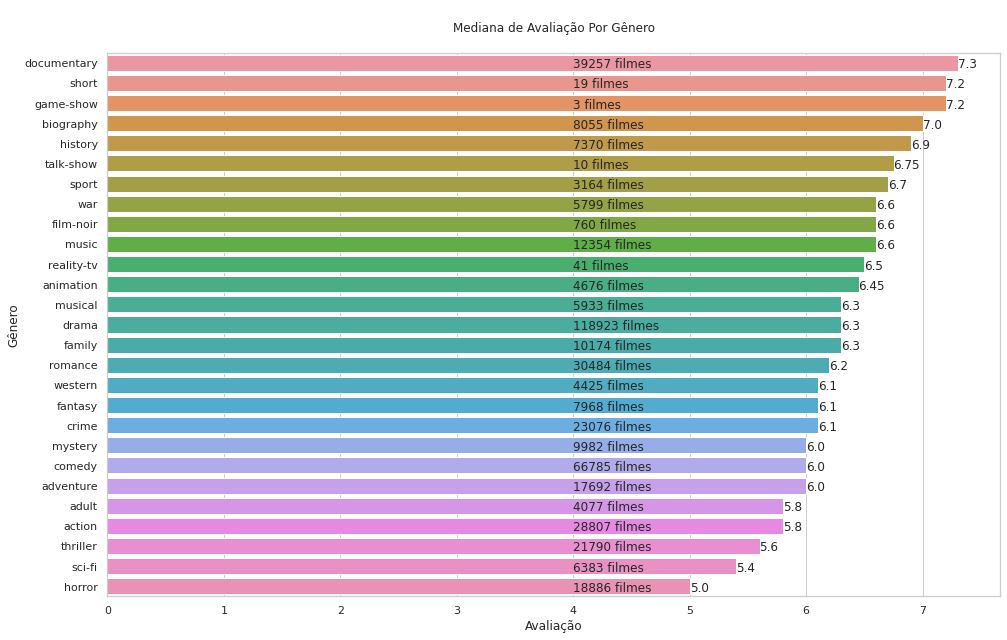 Mediana de Avaliação Por Gênero
documentary 39257 filmes 7.3
short 19 filmes 7.2
game-show 3 filmes 7.2
biography 8055 filmes 7.0
history 7370 filmes 6.9
talk-show 10 filmes 6.75
sport 3164 filmes 6.7
war 5799 filmes 6.6
film-noir 760 filmes 6.6
music 12354 filmes 6.6
reality-tv 41 filmes 6.5
animation 4676 filmes 6.45
musical 5933 filmes 6.3
drama 118923 filmes 6.3
family 10174 filmes 6.3
romance 30484 filmes 6.2
western 4425 filmes 6.1
fantasy 7968 filmes 6.1
crime 23076 filmes 6.1
mystery 9982 filmes 6.0
comedy 66785 filmes 6.0
adventure 17692 filmes 6.0
adult 4077 filmes 5.8
action 28807 filmes 5.8
thriller 21790 filmes 5.6
sci-fi 6383 filmes 5.4
horror 18886 filmes 5.0
Gênero
0 1 2 3 4 5 6 7
Avaliação